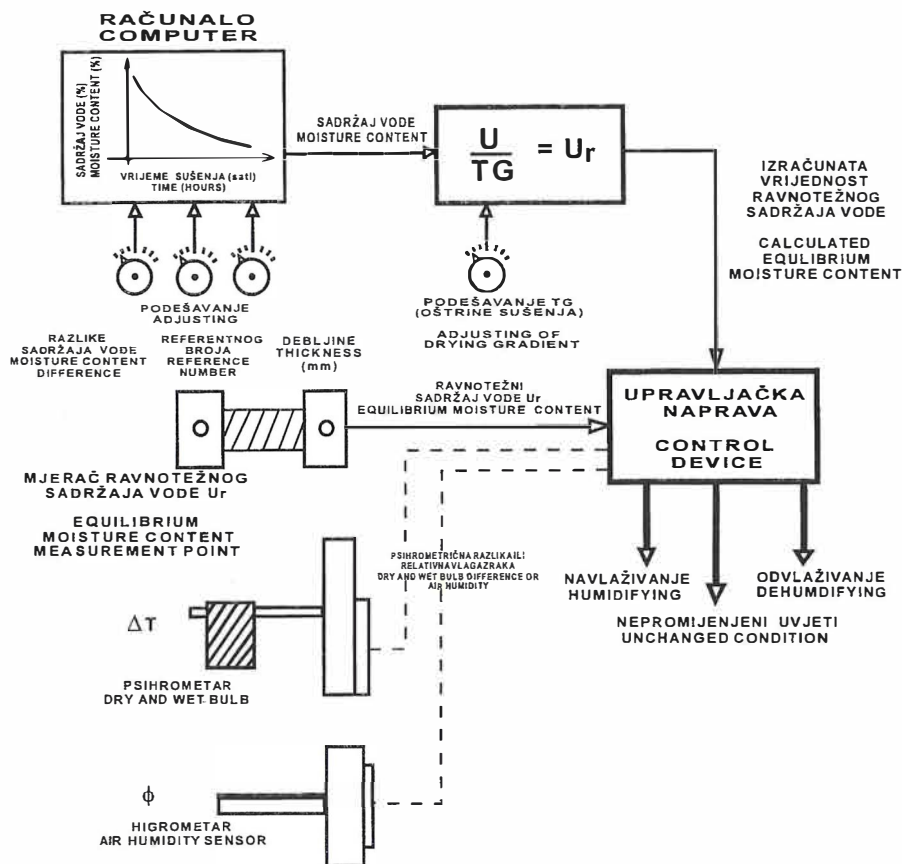 RAČUNALO
COMPUTER
SADRŽAJ VODE (%)
MOISTURE CONTENT (%)
VRIJEME SUŠENJA (sati)
TIME (HOURS)
SADRŽAJ VODE
MOISTURE CONTENT
U
TG
= Ur
IZRAČUNATA
VRIJEDNOST
RAVNOTEŽNOG
SADRŽAJA VODE
CALCULATED
EQULIBRIUM
MOISTURE CONTENT
PODEŠAVANJE
ADJUSTING
RAZLIKE
SADRŽAJA VODE
MOISTURE CONTENT
DIFFERENCE
REFERENTNOG
BROJA
REFERENCE
NUMBER
DEBLJINE
THICKNESS
(mm)
PODEŠAVANJE TG
(OŠTRINE SUŠENJA)
ADJUSTING OF
DRYING GRADIENT
RAVNOTEŽNI
SADRŽAJ VODE Ur
EQUILIBRIUM MOISTURE CONTENT
UPRAVLJAČKA
NAPRAVA
CONTROL
DEVICE
MJERAČ RAVNOTEŽNOG
SADRŽAJA VODE Ur
EQUILIBRIUM
MOISTURE CONTENT
MEASUREMENT POINT
PSIHROMETRIČNA RAZLIKA ILI
RELATIVNA VLAGA ZRAKA
DRY AND WET BULB DIFFERENCE OR
AIR HUMIDITY
NAVLAŽIVANJE
HUMIDIFYING
ODVLAŽIVANJE
DEHUMDIFYING
NEPROMIJENJENI UVJETI
UNCHANGED CONDITION
ΔT
PSIHROMETAR
DRY AND WET BULB
ϕ
HIGROMETAR
AIR HUMIDITY SENSOR